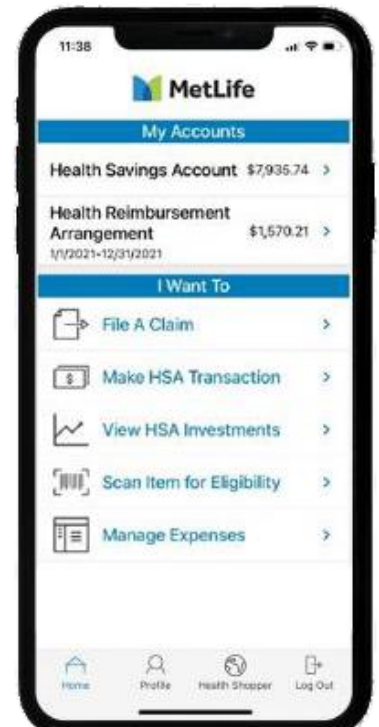 11:38
MetLife
My Accounts
Health Savings Account $7,935.74 >
Health Reimbursement
Arrangement $1,570.21 >
1/1/2021-12/31/2021
I Want To
File A Claim >
$ Make HSA Transaction >
View HSA Investments >
Scan Item for Eligibility >
Manage Expenses >
Home Profile Health Shopper Log Out